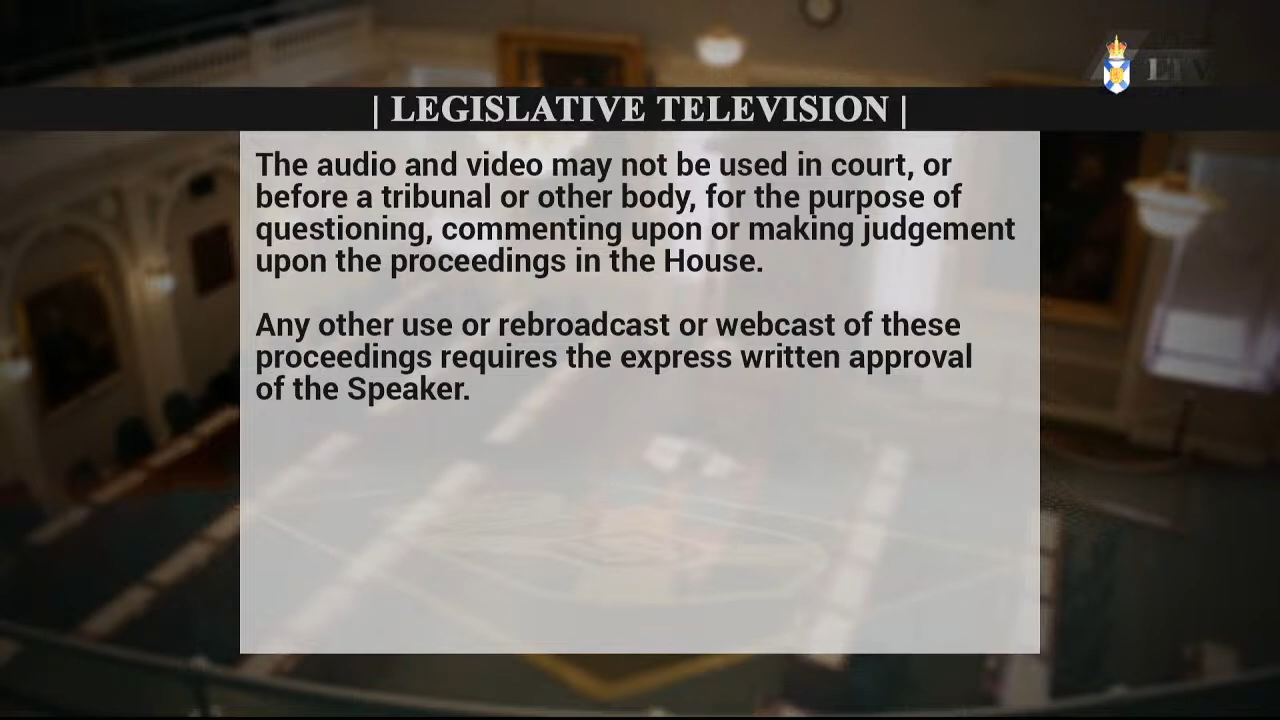 LTV
| LEGISLATIVE TELEVISION |
The audio and video may not be used in court, or
before a tribunal or other body, for the purpose of
questioning, commenting upon or making judgement
upon the proceedings in the House.
Any other use or rebroadcast or webcast of these
proceedings requires the express written approval
of the Speaker.